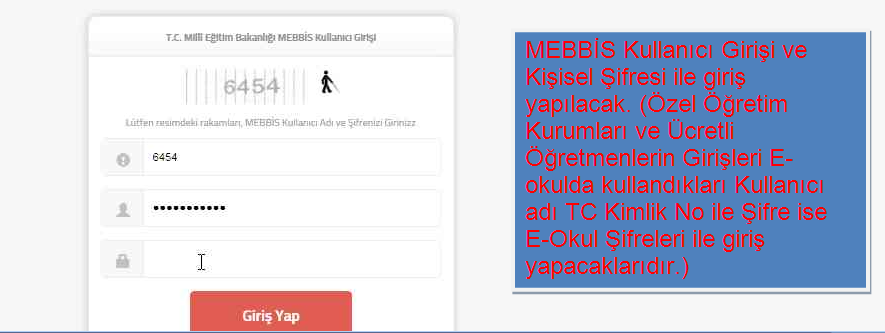 T.C. Millî Eğitim Bakanlığı MEBBİS Kullanıcı Girişi
6454
Lütfen resimdeki rakamları, MEBBİS Kullanıcı Adı ve Şifrenizi Girinizz
6454
•••••••••••
Giriş Yap
MEBBİS Kullanıcı Girişi ve
Kişisel Şifresi ile giriş
yapılacak. (Özel Öğretim
Kurumları ve Ücretli
Öğretmenlerin Girişleri E-
okulda kullandıkları Kullanıcı
adı TC Kimlik No ile Şifre ise
E-Okul Şifreleri ile giriş
yapacaklarıdır.)